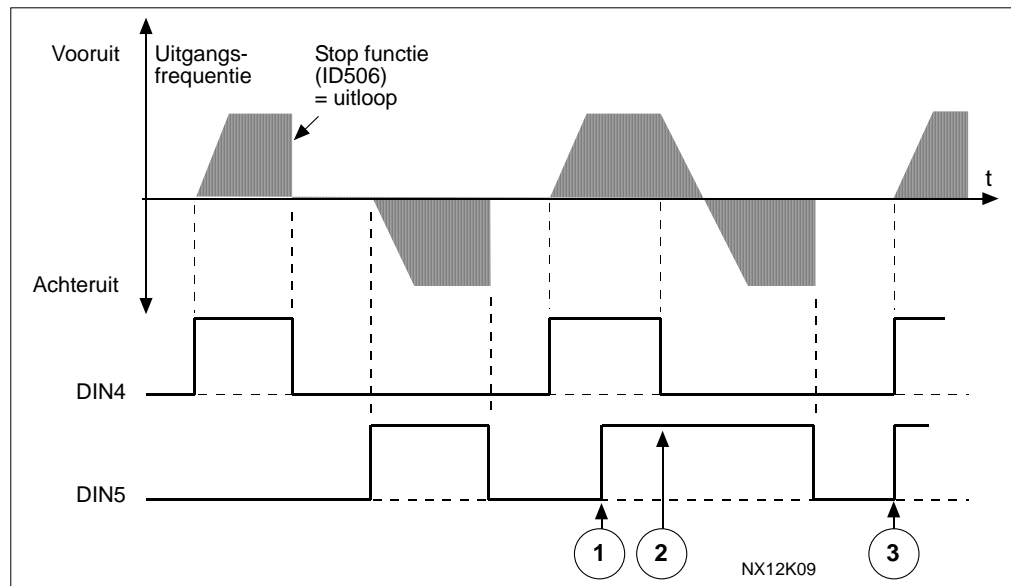 Vooruit
Uitgangs-
frequentie
Stop functie
(ID506)
= uitloop
t
Achteruit
DIN4
DIN5
1
2
3
NX12K09